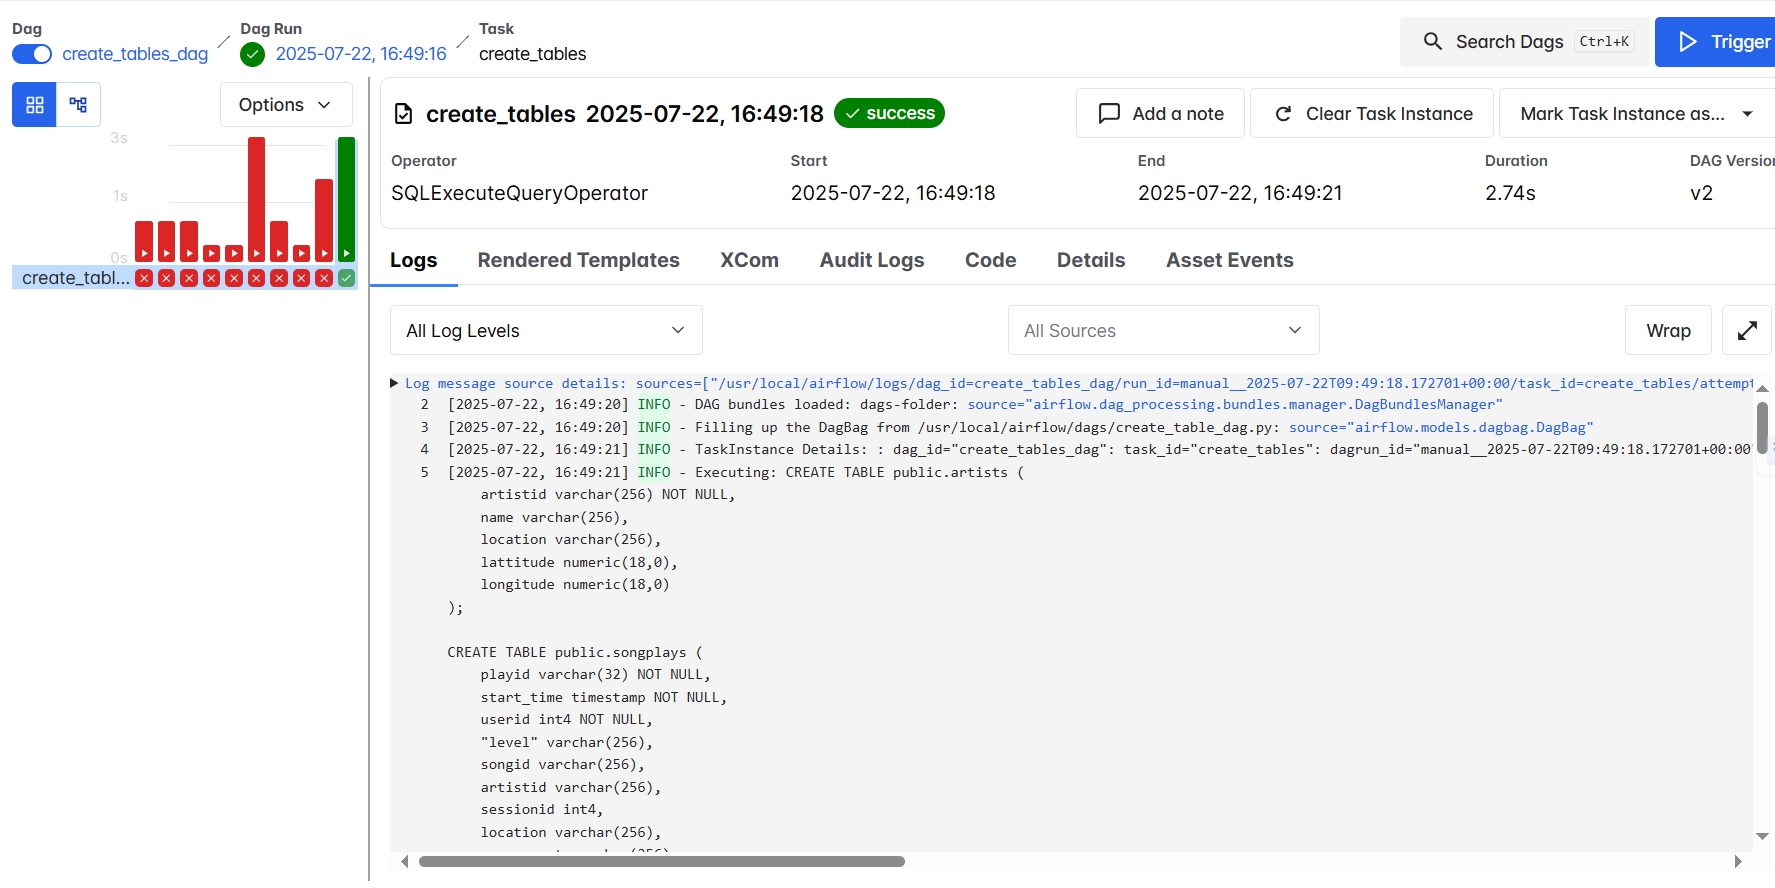 Dag
create_tables_dag
Dag Run
2025-07-22, 16:49:16
Task
create_tables
Search Dags Ctrl+K
Trigger
Options
3s
1s
0s
create_tabl...
create_tables 2025-07-22, 16:49:18 success
Add a note
Clear Task Instance
Mark Task Instance as...
Operator Start End Duration DAG Version
SQLExecuteQueryOperator 2025-07-22, 16:49:18 2025-07-22, 16:49:21 2.74s v2
Logs Rendered Templates XCom Audit Logs Code Details Asset Events
All Log Levels All Sources Wrap
Log message source details: sources=["/usr/local/airflow/logs/dag_id=create_tables_dag/run_id=manual__2025-07-22T09:49:18.172701+00:00/task_id=create_tables/attempt
2 [2025-07-22, 16:49:20] INFO - DAG bundles loaded: dags-folder: source="airflow.dag_processing.bundles.manager.DagBundlesManager"
3 [2025-07-22, 16:49:20] INFO - Filling up the DagBag from /usr/local/airflow/dags/create_table_dag.py: source="airflow.models.dagbag.DagBag"
4 [2025-07-22, 16:49:21] INFO - TaskInstance Details: : dag_id="create_tables_dag": task_id="create_tables": dagrun_id="manual__2025-07-22T09:49:18.172701+00:00
5 [2025-07-22, 16:49:21] INFO - Executing: CREATE TABLE public.artists (
artistid varchar(256) NOT NULL,
name varchar(256),
location varchar(256),
lattitude numeric(18,0),
longitude numeric(18,0)
);
CREATE TABLE public.songplays (
playid varchar(32) NOT NULL,
start_time timestamp NOT NULL,
userid int4 NOT NULL,
"level" varchar(256),
songid varchar(256),
artistid varchar(256),
sessionid int4,
location varchar(256),